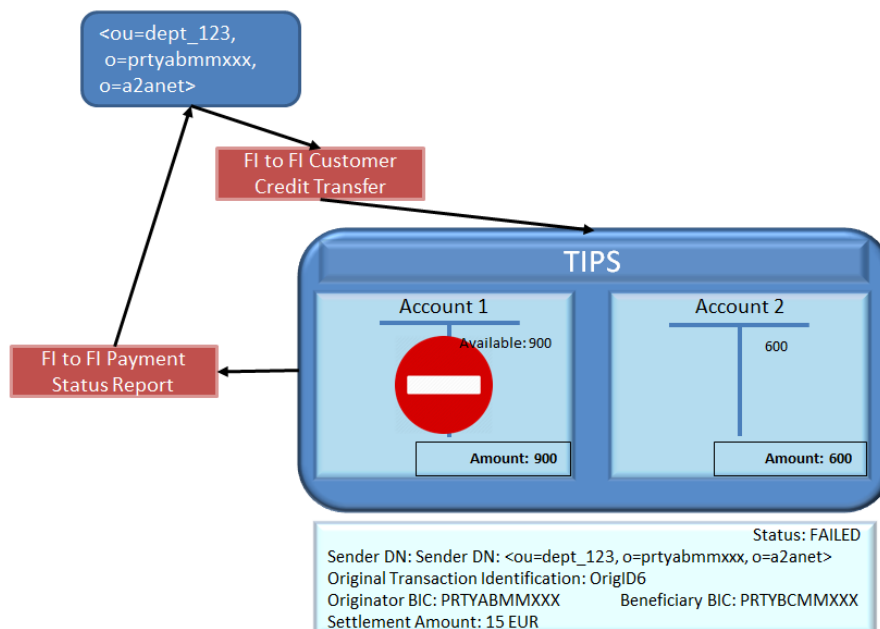 <ou=dept_123,
o=prtyabmmxxx,
o=a2anet>
FI to FI Customer
Credit Transfer
TIPS
Account 1
Available: 900
Amount: 900
Account 2
600
Amount: 600
FI to FI Payment
Status Report
Status: FAILED
Sender DN: Sender DN: <ou=dept_123, o=prtyabmmxxx, o=a2anet>
Original Transaction Identification: OrigID6
Originator BIC: PRTYABMMXXX Beneficiary BIC: PRTYBCMMXXX
Settlement Amount: 15 EUR